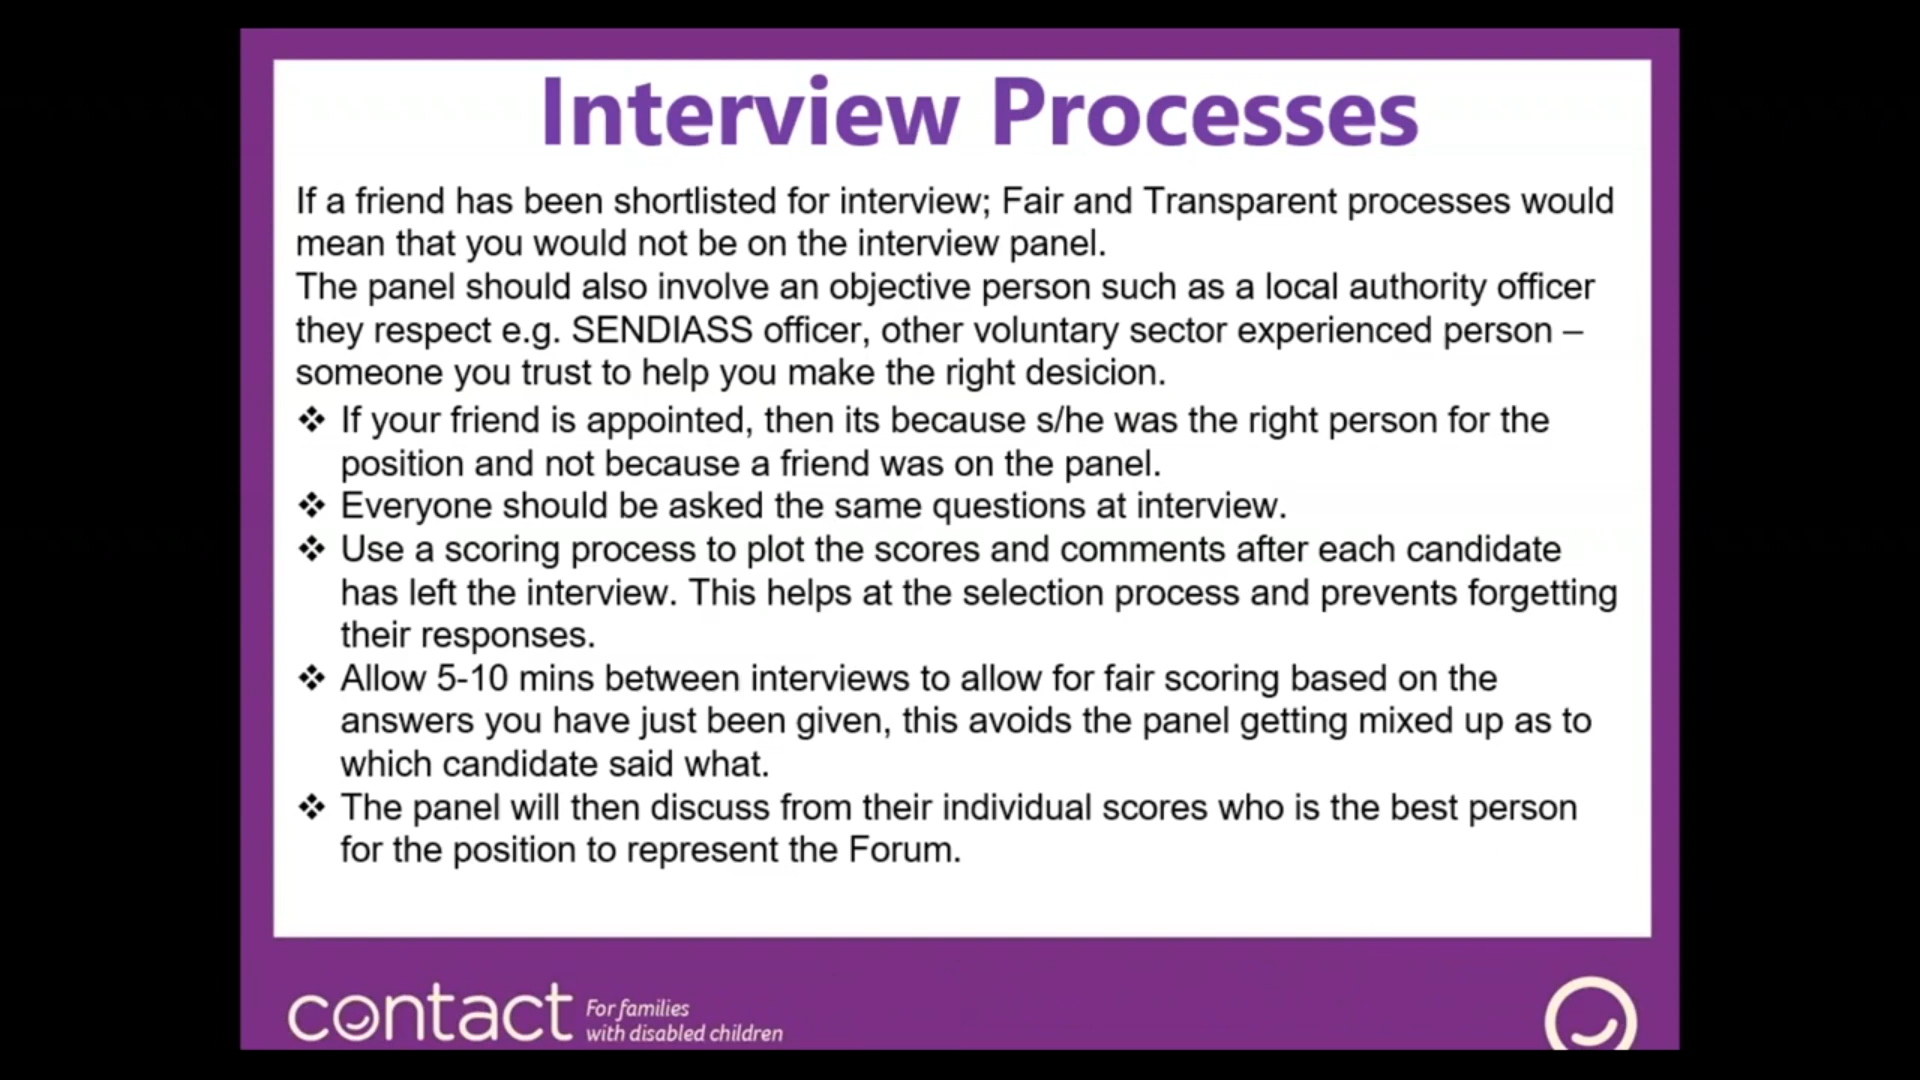 Interview Processes
If a friend has been shortlisted for interview; Fair and Transparent processes would
mean that you would not be on the interview panel.
The panel should also involve an objective person such as a local authority officer
they respect e.g. SENDIASS officer, other voluntary sector experienced person –
someone you trust to help you make the right desicion.
❖ If your friend is appointed, then its because s/he was the right person for the
position and not because a friend was on the panel.
❖ Everyone should be asked the same questions at interview.
❖ Use a scoring process to plot the scores and comments after each candidate
has left the interview. This helps at the selection process and prevents forgetting
their responses.
❖ Allow 5-10 mins between interviews to allow for fair scoring based on the
answers you have just been given, this avoids the panel getting mixed up as to
which candidate said what.
❖ The panel will then discuss from their individual scores who is the best person
for the position to represent the Forum.
contact For families
with disabled children